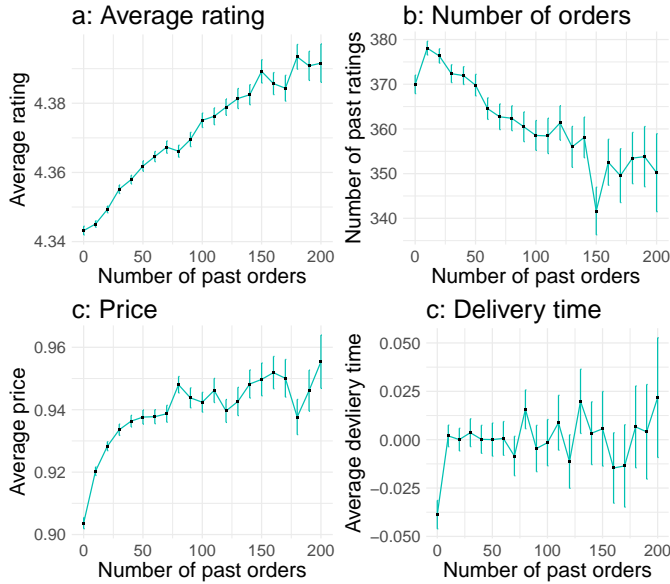 a: Average rating
Average rating
4.38
4.36
4.34
0 50 100 150 200
Number of past orders
b: Number of orders
Number of past ratings
380
370
360
350
340
0 50 100 150 200
Number of past orders
c: Price
Average price
0.96
0.94
0.92
0.90
0 50 100 150 200
Number of past orders
c: Delivery time
Average devliery time
0.050
0.025
0.000
−0.025
−0.050
0 50 100 150 200
Number of past orders